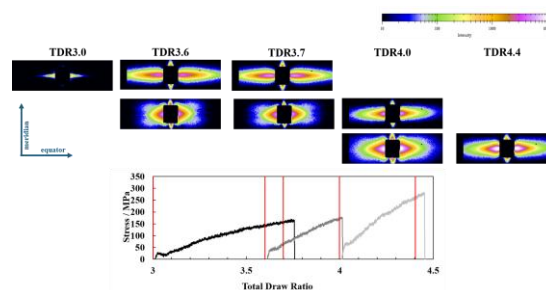 Intensity
TDR3.0 TDR3.6 TDR3.7 TDR4.0 TDR4.4
meridian
equator
Stress / MPa
350
300
250
200
150
100
50
0
3 3.5 4 4.5
Total Draw Ratio